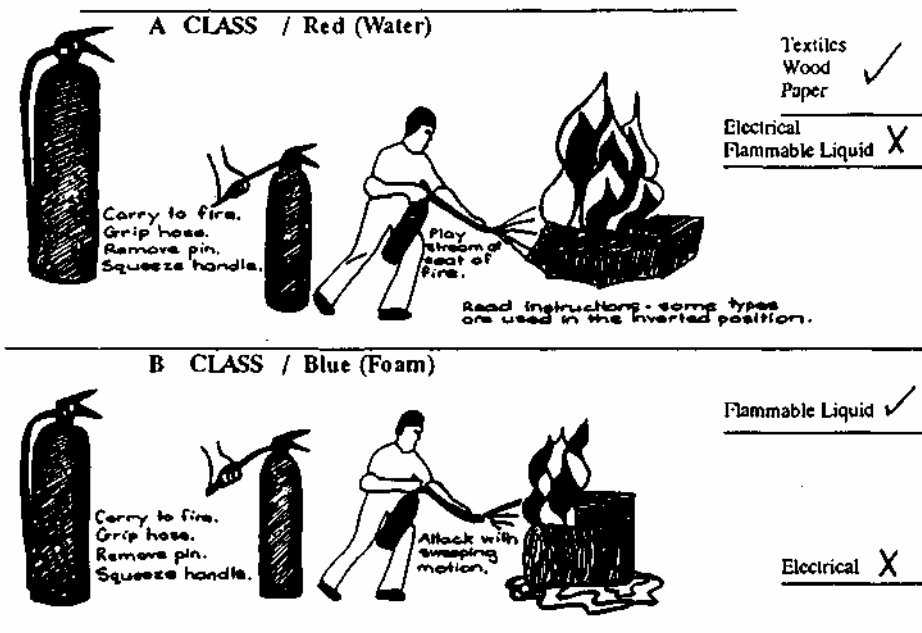 A CLASS / Red (Water)
Textiles
Wood
Paper
Electrical
Flammable Liquid
Carry to fire.
Grip hose.
Remove pin.
Squeeze handle.
Play
stream at
seat of
fire.
Read instructions - some types
are used in the inverted position.
B CLASS / Blue (Foam)
Flammable Liquid
Carry to fire.
Grip hose.
Remove pin.
Squeeze handle.
Attack with
sweeping
motion.
Electrical